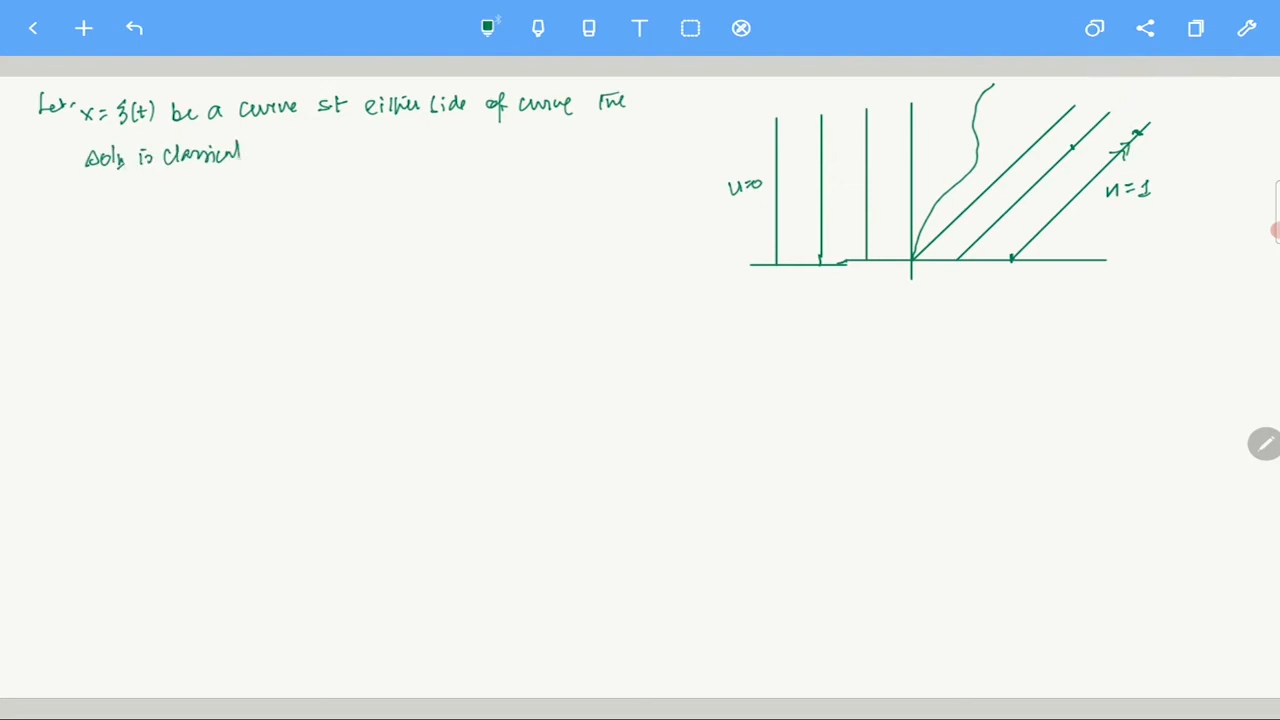 Let, x = ξ(t) be a curve st either side of curve the
soln is classical
u=0
u=1